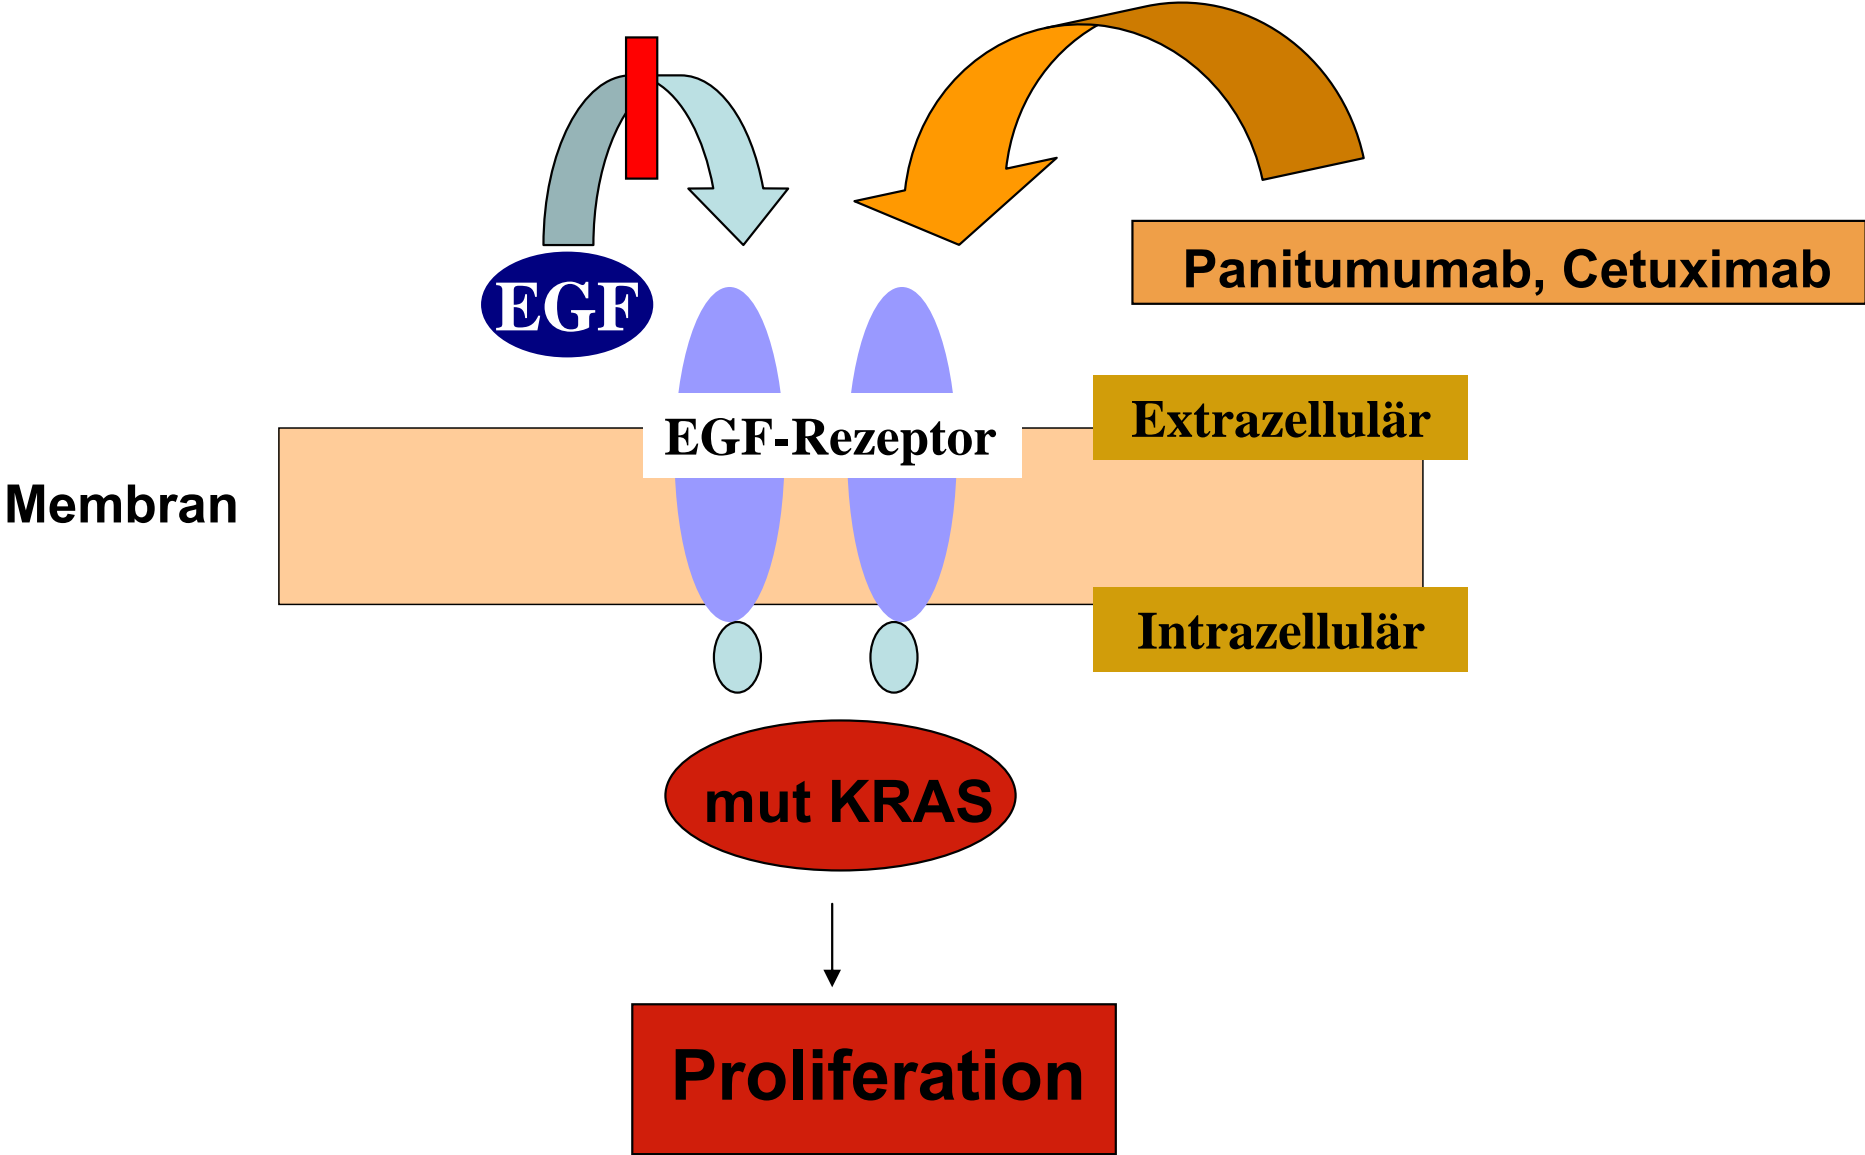 EGF
Panitumumab, Cetuximab
EGF-Rezeptor
Extrazellulär
Membran
Intrazellulär
mut KRAS
Proliferation